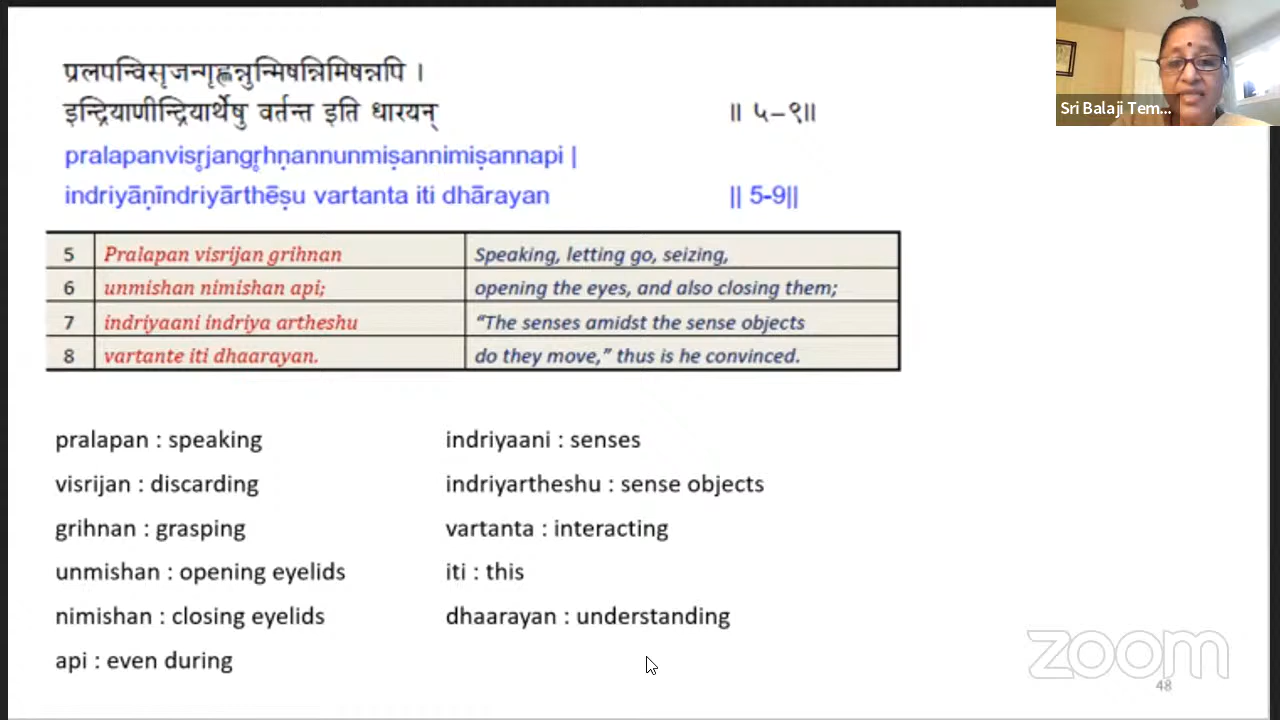 प्रलपन्विसृजन्गृह्णन्नुन्मिषन्निमिषन्नपि ।
इन्द्रियाणीन्द्रियार्थेषु वर्तन्त इति धारयन् ॥ ५-९॥
pralapanvisr̥jangr̥hṇannunmiṣannimiṣannapi |
indriyāṇīndriyārthēṣu vartanta iti dhārayan || 5-9||
5 Pralapan visrijan grihnan Speaking, letting go, seizing,
6 unmishan nimishan api; opening the eyes, and also closing them;
7 indriyaani indriya artheshu “The senses amidst the sense objects
8 vartante iti dhaarayan. do they move,” thus is he convinced.
pralapan : speaking
visrijan : discarding
grihnan : grasping
unmishan : opening eyelids
nimishan : closing eyelids
api : even during
indriyaani : senses
indriyartheshu : sense objects
vartanta : interacting
iti : this
dhaarayan : understanding
Sri Balaji Tem...
zoom
48